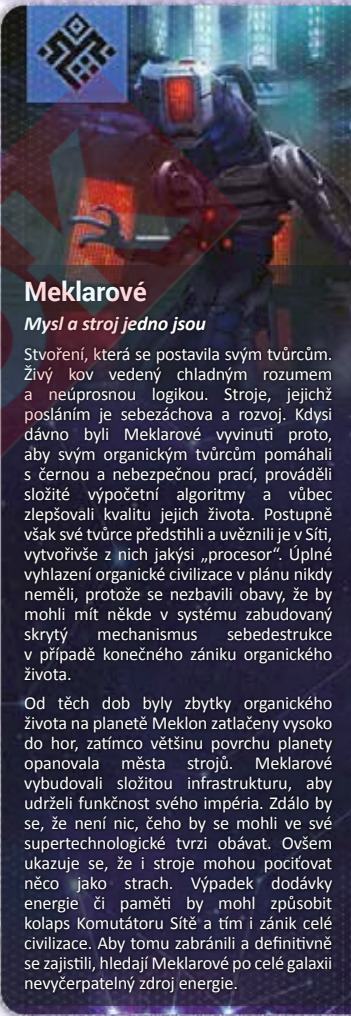 Meklarové
Mysl a stroj jedno jsou
Stvoření, která se postavila svým tvůrcům.
Živý kov vedený chladným rozumem
a neúprosnou logikou. Stroje, jejichž
posláním je sebezáchova a rozvoj. Kdysi
dávno byli Meklarové vyvinuti proto,
aby svým organickým tvůrcům pomáhali
s černou a nebezpečnou prací, prováděli
složité výpočetní algoritmy a vůbec
zlepšovali kvalitu jejich života. Postupně
však své tvůrce předstihli a uvěznili je v Síti,
vytvořivše z nich jakýsi „procesor“. Úplné
vyhlazení organické civilizace v plánu nikdy
neměli, protože se nezbavili obavy, že by
mohli mít někde v systému zabudovaný
skrytý mechanismus sebedestrukce
v případě konečného zániku organického
života.
Od těch dob byly zbytky organického
života na planetě Meklon zatlačeny vysoko
do hor, zatímco většinu povrchu planety
opanovala města strojů. Meklarové
vybudovali složitou infrastrukturu, aby
udrželi funkčnost svého impéria. Zdálo by
se, že není nic, čeho by se mohli ve své
supertechnologické tvrzi obávat. Ovšem
ukazuje se, že i stroje mohou pociťovat
něco jako strach. Výpadek dodávky
energie či paměti by mohl způsobit
kolaps Komutátoru Sítě a tím i zánik celé
civilizace. Aby tomu zabránili a definitivně
se zajistili, hledají Meklarové po celé galaxii
nevyčerpatelný zdroj energie.